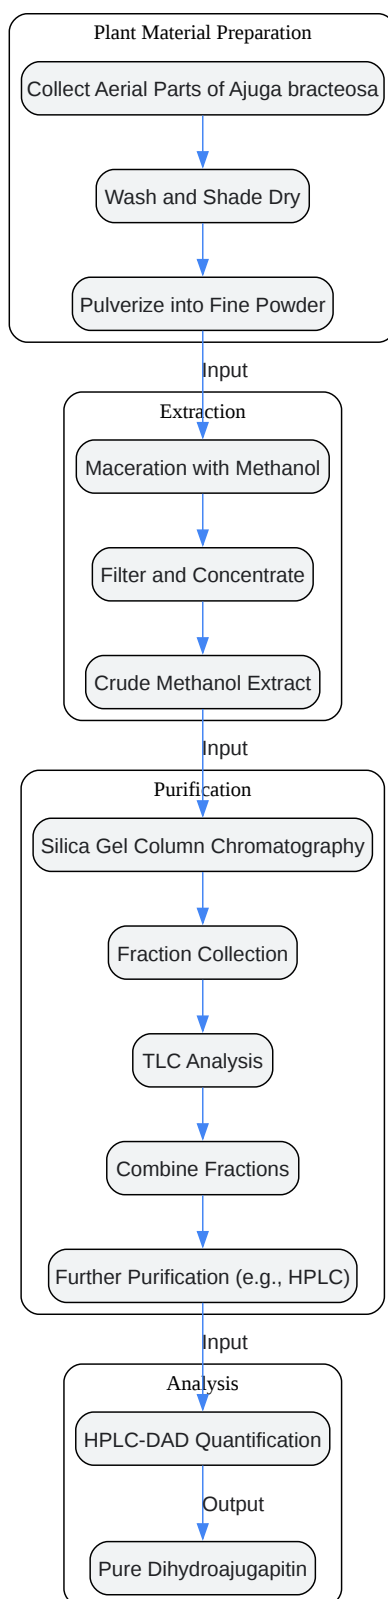 Plant Material Preparation
Collect Aerial Parts of Ajuga bracteosa
Wash and Shade Dry
Pulverize into Fine Powder
Input
Extraction
Maceration with Methanol
Filter and Concentrate
Crude Methanol Extract
Input
Purification
Silica Gel Column Chromatography
Fraction Collection
TLC Analysis
Combine Fractions
Further Purification (e.g., HPLC)
Input
Analysis
HPLC-DAD Quantification
Output
Pure Dihydroajugapitin